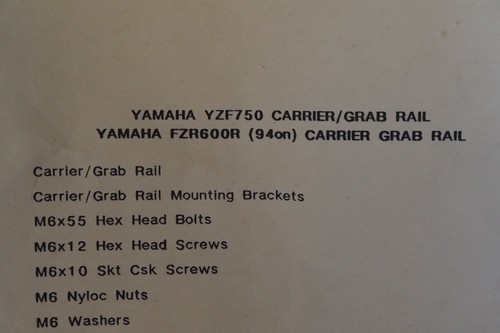 YAMAHA YZF750 CARRIER/GRAB RAIL
YAMAHA FZR600R (94on) CARRIER GRAB RAIL
Carrier/Grab Rail
Carrier/Grab Rail Mounting Brackets
M6x55 Hex Head Bolts
M6x12 Hex Head Screws
M6x10 Skt Csk Screws
M6 Nyloc Nuts
M6 Washers